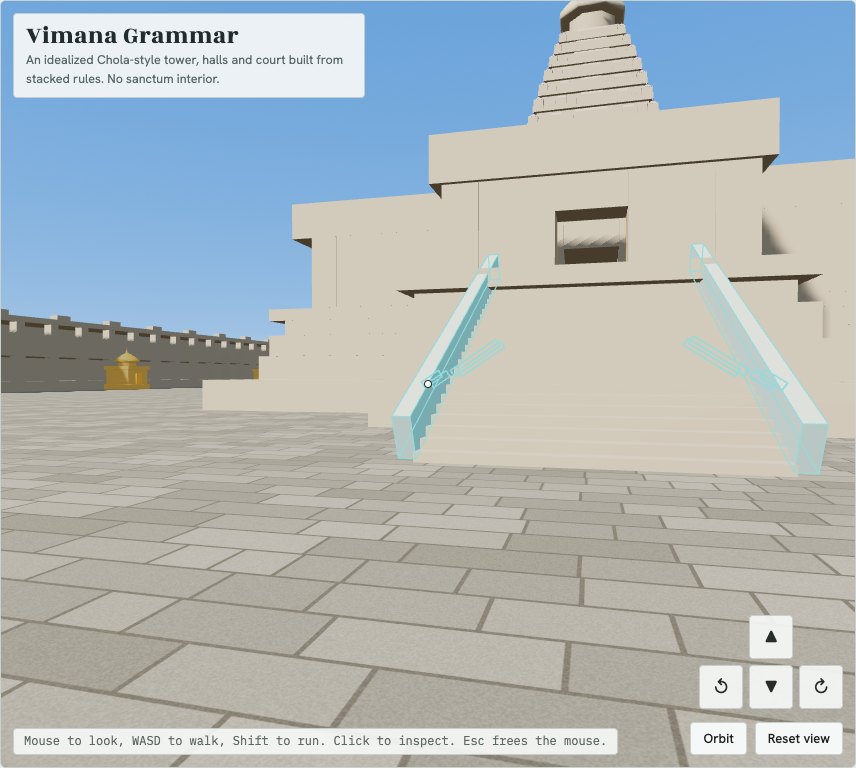 Vimana Grammar
An idealized Chola-style tower, halls and court built from
stacked rules. No sanctum interior.
Mouse to look, WASD to walk, Shift to run. Click to inspect. Esc frees the mouse.
Orbit
Reset view